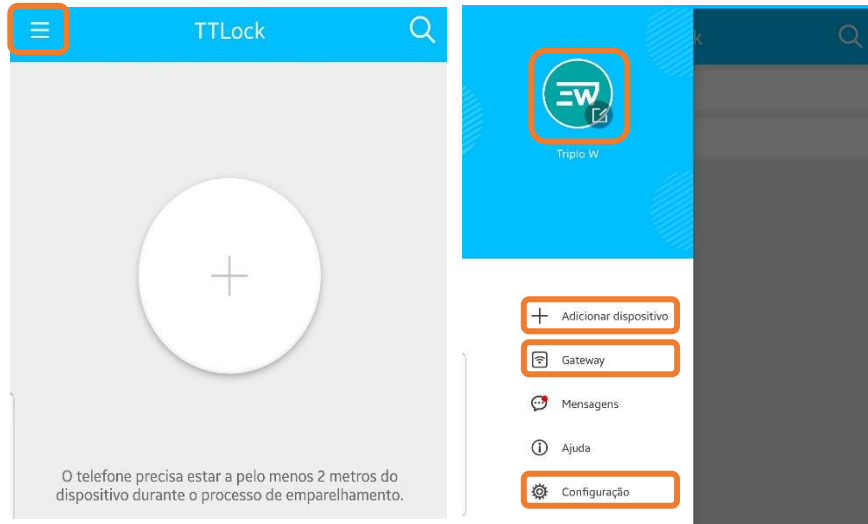 TTLock
O telefone precisa estar a pelo menos 2 metros do
dispositivo durante o processo de emparelhamento.
k
EW
Triplo W
Adicionar dispositivo
Gateway
Mensagens
Ajuda
Configuração